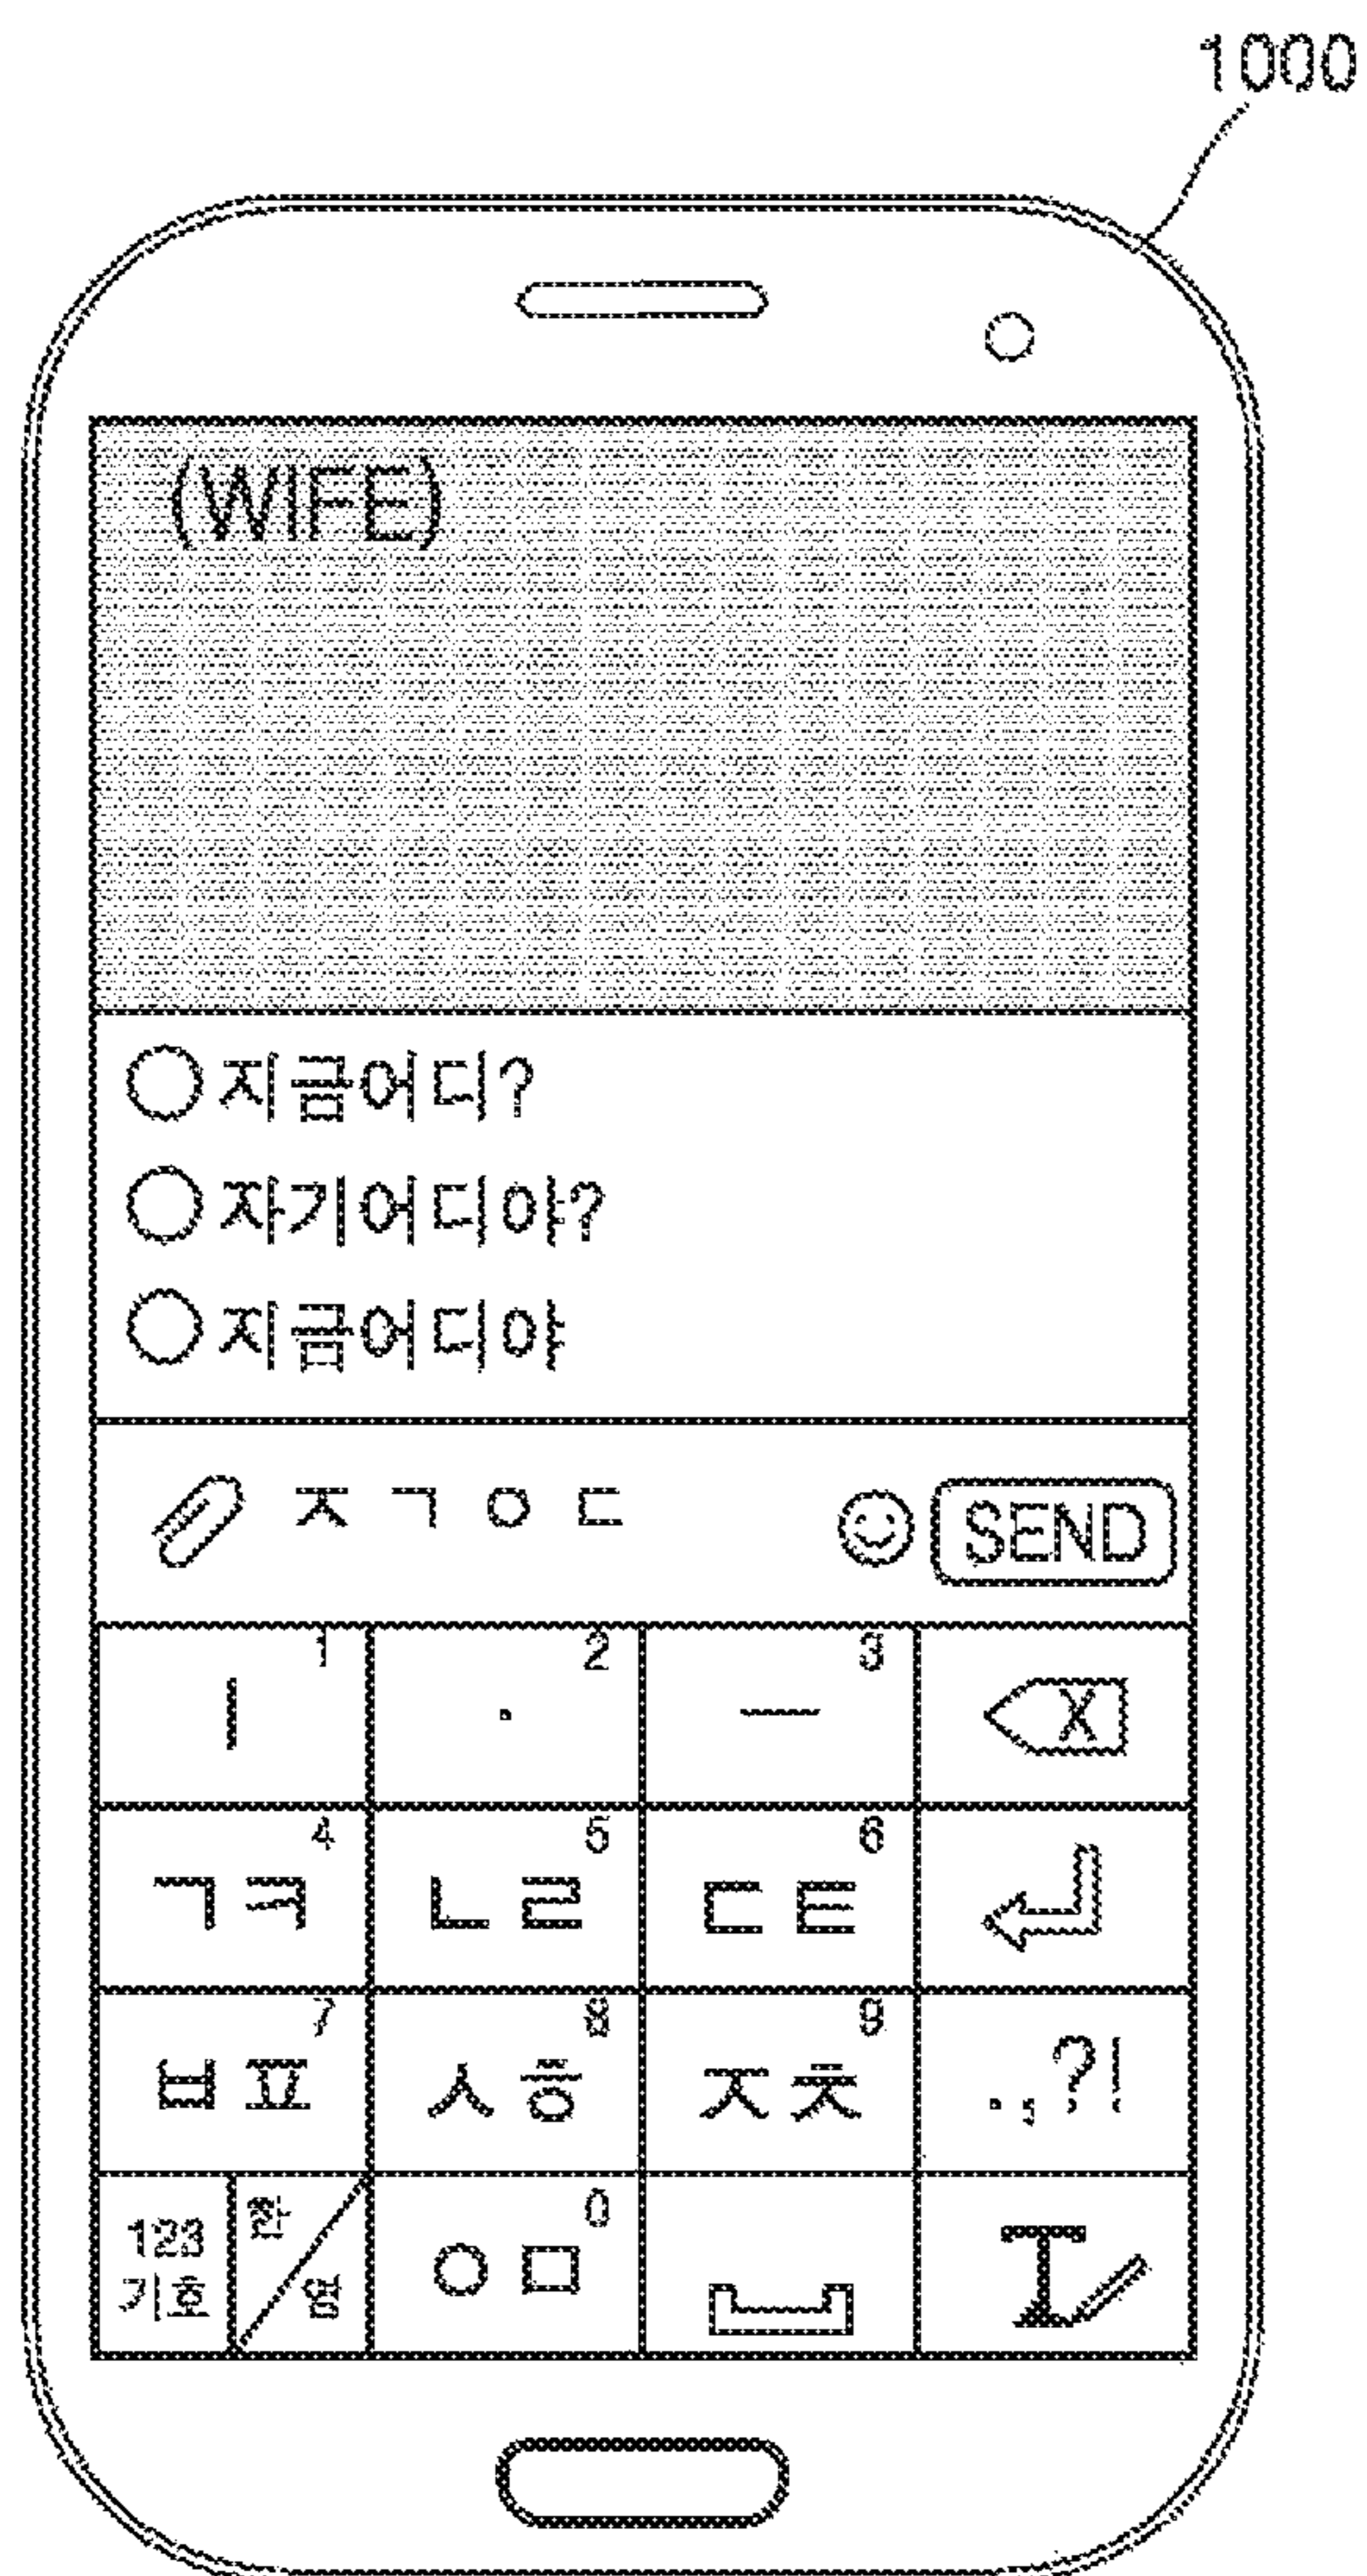 1000
(WIFE)
지금어디?
자기어디야?
지금어디야
ㅈ ㄱ ㅇ ㄷ SEND
ㅣ 1 · 2 ㅡ 3 X
ㄱㅋ 4 ㄴㄹ 5 ㄷㅌ 6
ㅂㅍ 7 ㅅㅎ 8 ㅈㅊ 9 .,?!
123 기호 한/영 ㅇㅁ 0 T